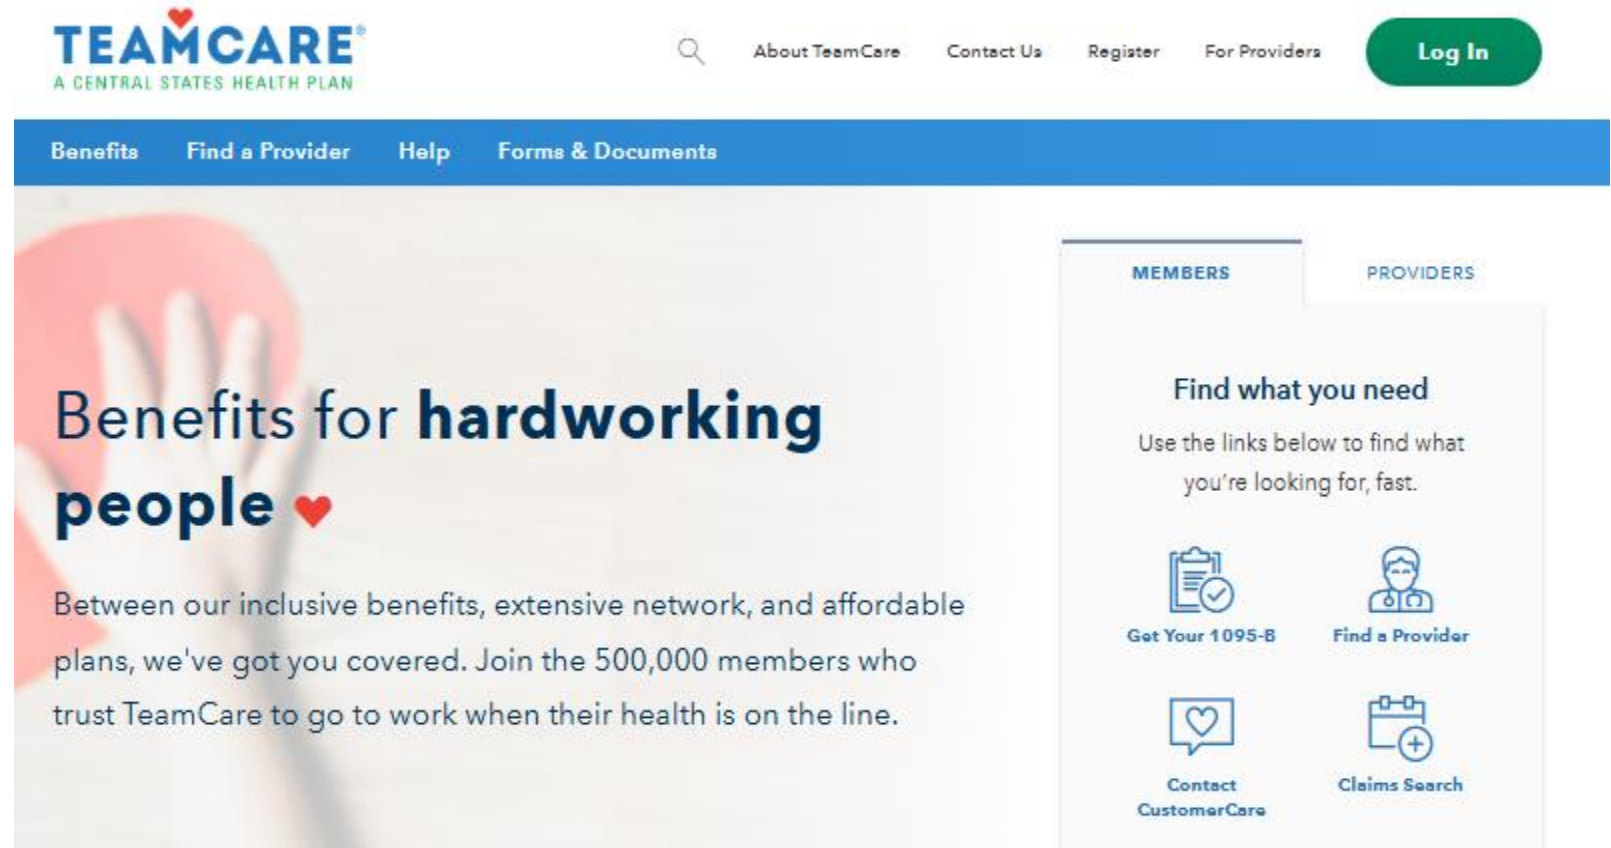 TEAMCARE®
A CENTRAL STATES HEALTH PLAN
About TeamCare
Contact Us
Register
For Providers
Log In
Benefits
Find a Provider
Help
Forms & Documents
Benefits for hardworking
people
Between our inclusive benefits, extensive network, and affordable
plans, we've got you covered. Join the 500,000 members who
trust TeamCare to go to work when their health is on the line.
MEMBERS
PROVIDERS
Find what you need
Use the links below to find what
you're looking for, fast.
Get Your 1095-B
Find a Provider
Contact
CustomerCare
Claims Search